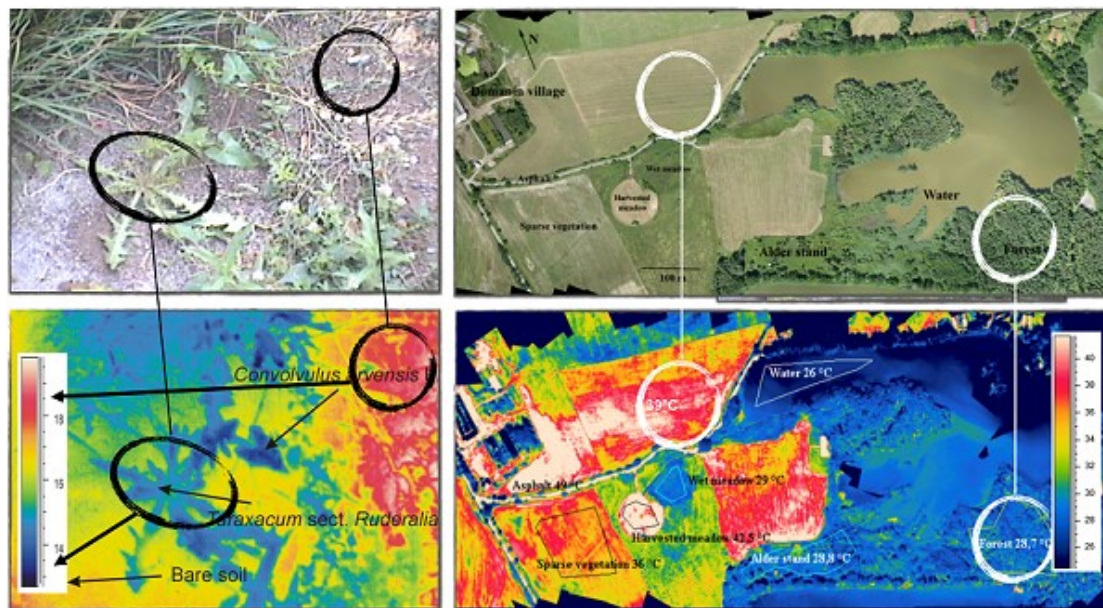 N
Domanín village
Asphalt
Wet meadow
Harvested
meadow
Sparse vegetation
Water
Alder stand
Forest
100 m
Convolvulus arvensis L
18
15
14
Taraxacum sect. Ruderalia
Bare soil
Water 26 °C
39°C
Asphalt 49 °C
Wet meadow 29 °C
Harvested meadow 42,5 °C
Sparse vegetation 36 °C
Alder stand 28,8 °C
Forest 28,7 °C
40
38
36
34
32
30
28
26